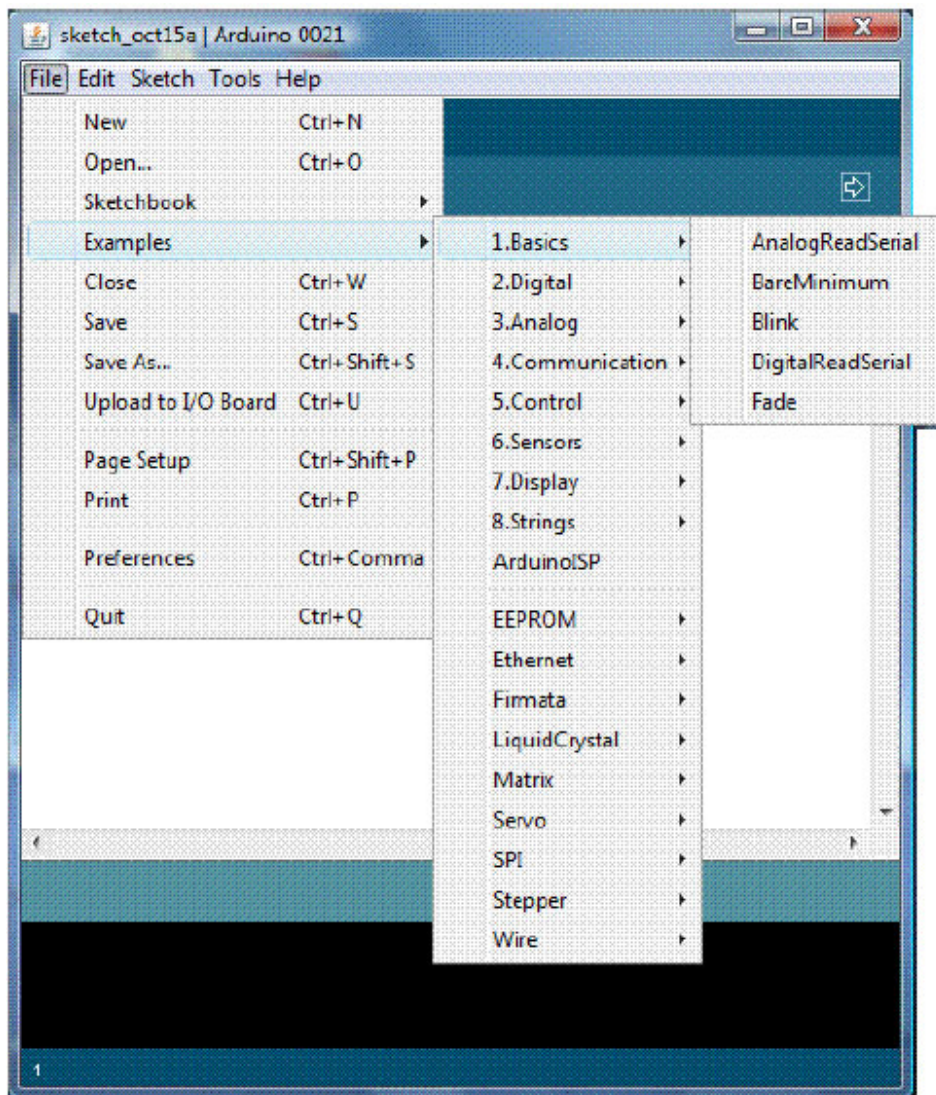 sketch_oct15a | Arduino 0021
File Edit Sketch Tools Help
New Ctrl+N
Open... Ctrl+O
Sketchbook
Examples
Close Ctrl+W
Save Ctrl+S
Save As... Ctrl+Shift+S
Upload to I/O Board Ctrl+U
Page Setup Ctrl+Shift+P
Print Ctrl+P
Preferences Ctrl+Comma
Quit Ctrl+Q
1.Basics
2.Digital
3.Analog
4.Communication
5.Control
6.Sensors
7.Display
8.Strings
ArduinoISP
EEPROM
Ethernet
Firmata
LiquidCrystal
Matrix
Servo
SPI
Stepper
Wire
AnalogReadSerial
BareMinimum
Blink
DigitalReadSerial
Fade
1